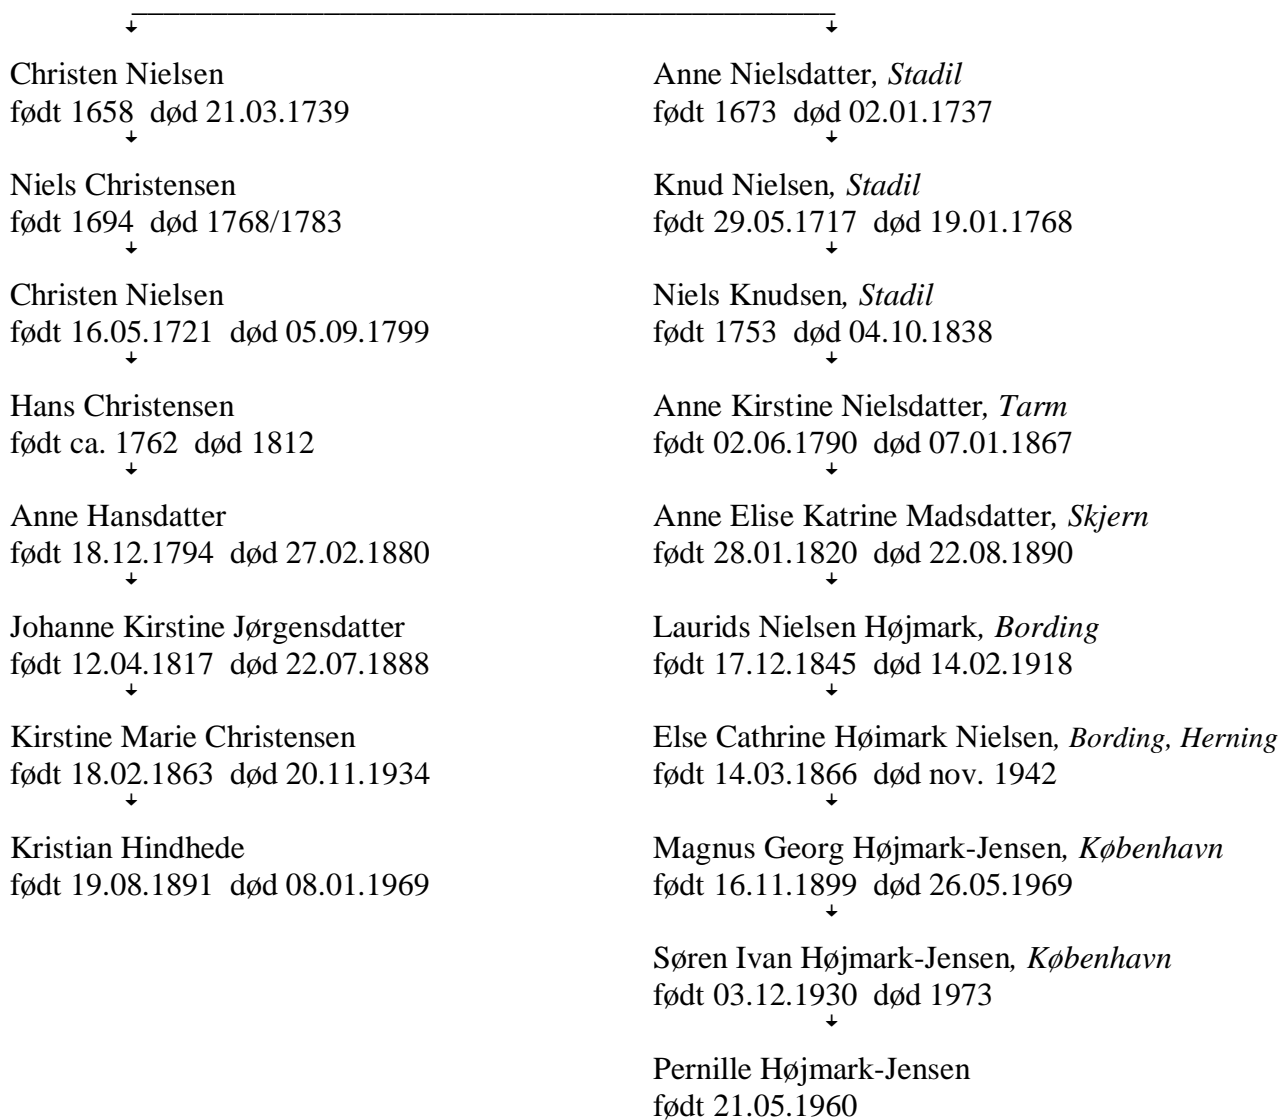 Christen Nielsen
født 1658 død 21.03.1739
Niels Christensen
født 1694 død 1768/1783
Christen Nielsen
født 16.05.1721 død 05.09.1799
Hans Christensen
født ca. 1762 død 1812
Anne Hansdatter
født 18.12.1794 død 27.02.1880
Johanne Kirstine Jørgensdatter
født 12.04.1817 død 22.07.1888
Kirstine Marie Christensen
født 18.02.1863 død 20.11.1934
Kristian Hindhede
født 19.08.1891 død 08.01.1969
Anne Nielsdatter, Stadil
født 1673 død 02.01.1737
Knud Nielsen, Stadil
født 29.05.1717 død 19.01.1768
Niels Knudsen, Stadil
født 1753 død 04.10.1838
Anne Kirstine Nielsdatter, Tarm
født 02.06.1790 død 07.01.1867
Anne Elise Katrine Madsdatter, Skjern
født 28.01.1820 død 22.08.1890
Laurids Nielsen Højmark, Bording
født 17.12.1845 død 14.02.1918
Else Cathrine Høimark Nielsen, Bording, Herning
født 14.03.1866 død nov. 1942
Magnus Georg Højmark-Jensen, København
født 16.11.1899 død 26.05.1969
Søren Ivan Højmark-Jensen, København
født 03.12.1930 død 1973
Pernille Højmark-Jensen
født 21.05.1960